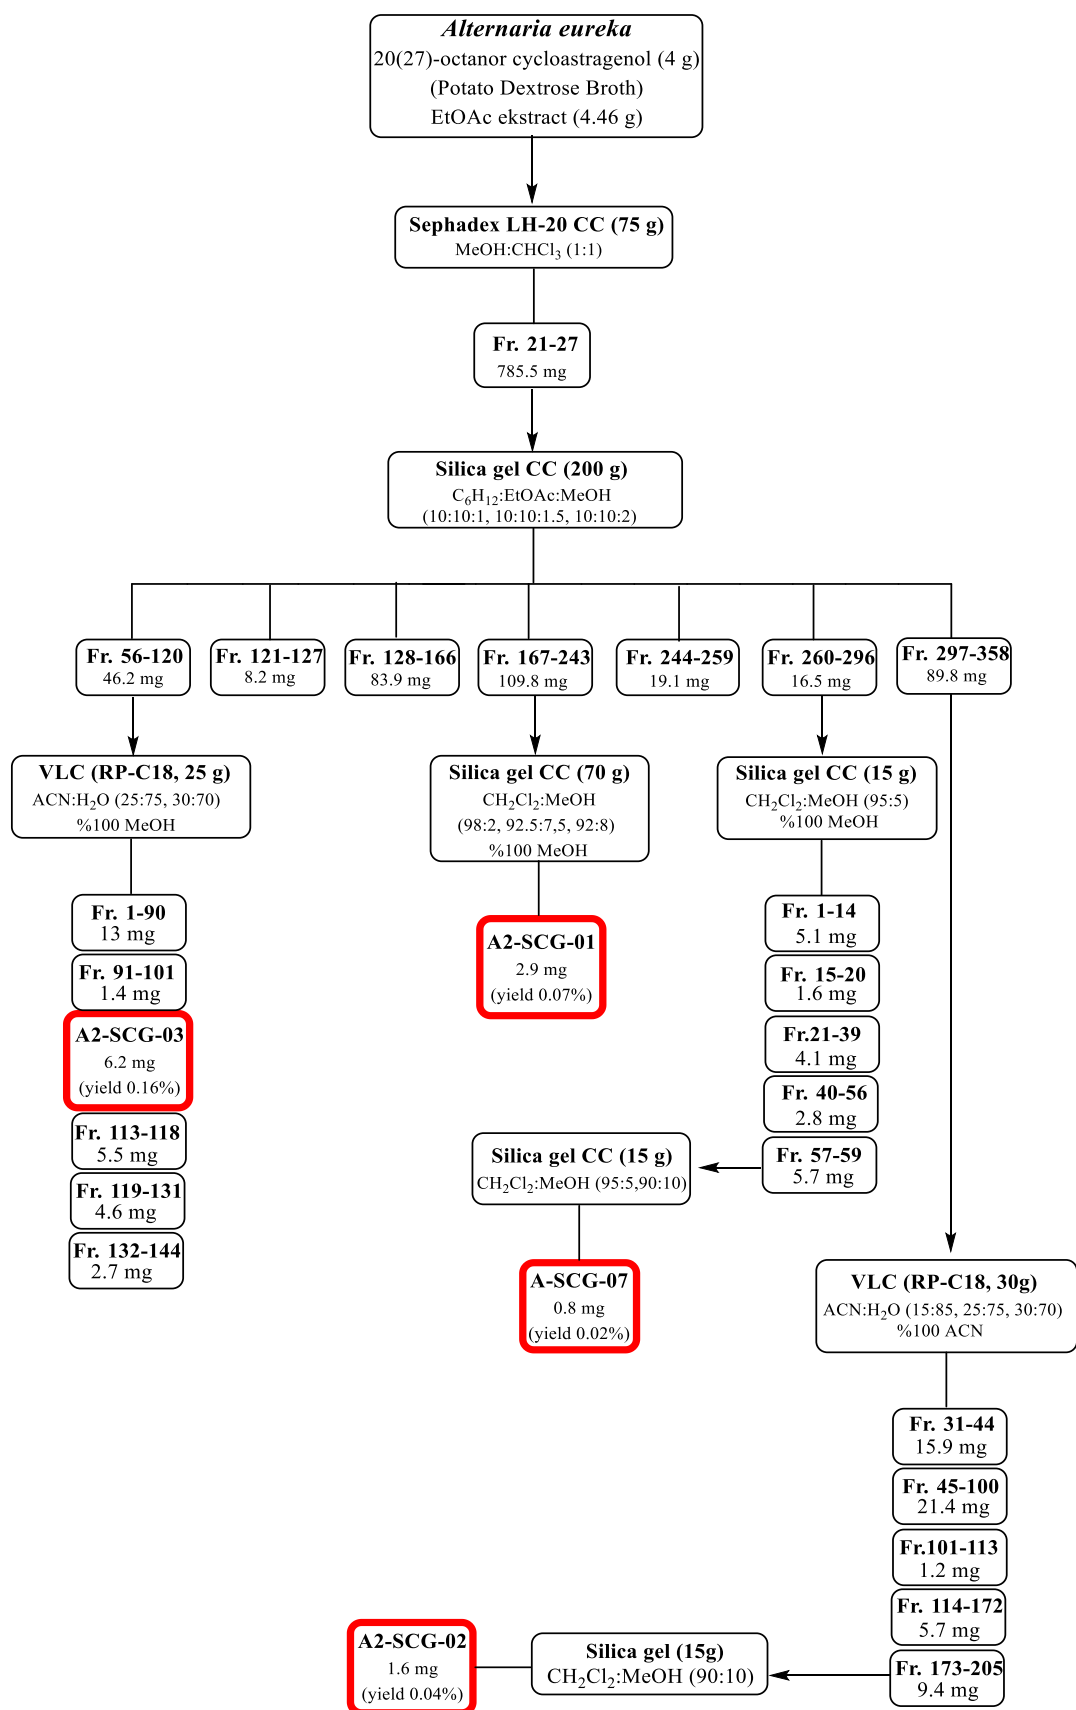 Alternaria eureka
20(27)-octanor cycloastragenol (4 g)
(Potato Dextrose Broth)
EtOAc ekstract (4.46 g)
Sephadex LH-20 CC (75 g)
MeOH:CHCl3 (1:1)
Fr. 21-27
785.5 mg
Silica gel CC (200 g)
C6H12:EtOAc:MeOH
(10:10:1, 10:10:1.5, 10:10:2)
Fr. 56-120
46.2 mg
Fr. 121-127
8.2 mg
Fr. 128-166
83.9 mg
Fr. 167-243
109.8 mg
Fr. 244-259
19.1 mg
Fr. 260-296
16.5 mg
Fr. 297-358
89.8 mg
VLC (RP-C18, 25 g)
ACN:H2O (25:75, 30:70)
%100 MeOH
Fr. 1-90
13 mg
Fr. 91-101
1.4 mg
A2-SCG-03
6.2 mg
(yield 0.16%)
Fr. 113-118
5.5 mg
Fr. 119-131
4.6 mg
Fr. 132-144
2.7 mg
Silica gel CC (70 g)
CH2Cl2:MeOH
(98:2, 92.5:7,5, 92:8)
%100 MeOH
A2-SCG-01
2.9 mg
(yield 0.07%)
Silica gel CC (15 g)
CH2Cl2:MeOH (95:5)
%100 MeOH
Fr. 1-14
5.1 mg
Fr. 15-20
1.6 mg
Fr.21-39
4.1 mg
Fr. 40-56
2.8 mg
Fr. 57-59
5.7 mg
Silica gel CC (15 g)
CH2Cl2:MeOH (95:5,90:10)
A-SCG-07
0.8 mg
(yield 0.02%)
VLC (RP-C18, 30g)
ACN:H2O (15:85, 25:75, 30:70)
%100 ACN
Fr. 31-44
15.9 mg
Fr. 45-100
21.4 mg
Fr.101-113
1.2 mg
Fr. 114-172
5.7 mg
Fr. 173-205
9.4 mg
Silica gel (15g)
CH2Cl2:MeOH (90:10)
A2-SCG-02
1.6 mg
(yield 0.04%)